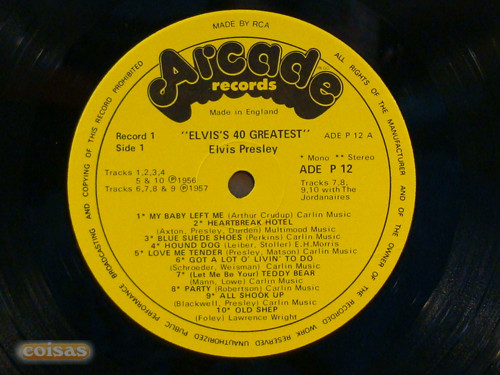 MADE BY RCA
Arcade
records
Made in England
ALL RIGHTS OF THE MANUFACTURER AND OF THE OWNER OF THE RECORDED WORK RESERVED UNAUTHORIZED PUBLIC PERFORMANCE BROADCASTING AND COPYING OF THIS RECORD PROHIBITED
Record 1
Side 1
"ELVIS'S 40 GREATEST"
Elvis Presley
ADE P 12 A
* Mono ** Stereo
ADE P 12
Tracks 1,2,3,4
5 & 10 Ⓟ1956
Tracks 6,7,8 & 9 Ⓟ1957
Tracks 7,8,
9,10 with The
Jordanaires
1* MY BABY LEFT ME (Arthur Crudup) Carlin Music
2* HEARTBREAK HOTEL
(Axton, Presley, Durden) Multimood Music
3* BLUE SUEDE SHOES (Perkins) Carlin Music
4* HOUND DOG (Leiber, Stoller) E.H.Morris
5* LOVE ME TENDER (Presley, Matson) Carlin Music
6* GOT A LOT O' LIVIN' TO DO
(Schroeder, Weisman) Carlin Music
7* (Let Me Be Your) TEDDY BEAR
(Mann, Lowe) Carlin Music
8* PARTY (Robertson) Carlin Music
9* ALL SHOOK UP
(Blackwell, Presley) Carlin Music
10* OLD SHEP
(Foley) Lawrence Wright
coisas